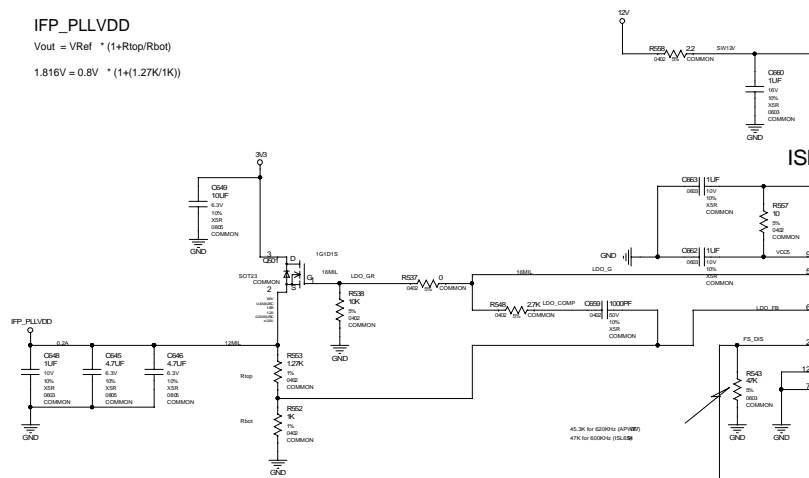 IFP_PLLVDD
Vout = VRef * (1+Rtop/Rbot)
1.816V = 0.8V * (1+(1.27K/1K))
12V
R558
2.2
0402
5%
COMMON
SW12V
C660
1UF
16V
10%
X5R
0603
COMMON
GND
3V3
C649
10UF
6.3V
10%
X5R
0805
COMMON
GND
3
D
Q501
1G1D1S
SOT23
COMMON
G
1
S
2
16MIL
LDO_GR
R537
0
0402
5%
COMMON
16MIL
LDO_G
R538
10K
5%
0402
COMMON
GND
R548
2.7K
0402
5%
COMMON
LDO_COMP
C659
1000PF
0402
50V
10%
X5R
COMMON
LDO_FB
6
GND
C663
1UF
0603
10V
10%
X5R
COMMON
R557
10
5%
0402
COMMON
C662
1UF
0603
10V
10%
X5R
COMMON
VCC5
9
5
IFP_PLLVDD
0.2A
12MIL
C648
1UF
10V
10%
X5R
0603
COMMON
GND
C645
4.7UF
6.3V
10%
X5R
0805
COMMON
C646
4.7UF
6.3V
10%
X5R
0805
COMMON
GND
Rtop
R553
1.27K
1%
0402
COMMON
Rbot
R552
1K
1%
0402
COMMON
GND
FS_DIS
2
R543
47K
5%
0603
COMMON
GND
12
7
GND
45.3K for 620KHz
47K for 600KHz